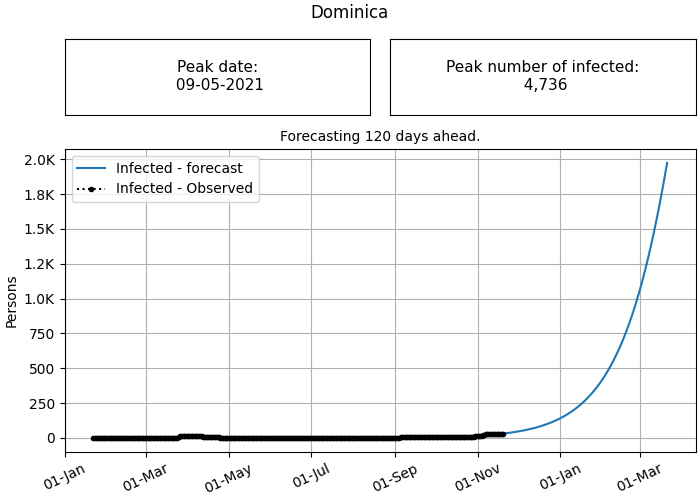 Dominica
Peak date:
09-05-2021
Peak number of infected:
4,736
Forecasting 120 days ahead.
Infected - forecast
Infected - Observed
2.0K
1.8K
1.5K
1.2K
1.0K
750
500
250
0
Persons
01-Jan
01-Mar
01-May
01-Jul
01-Sep
01-Nov
01-Jan
01-Mar